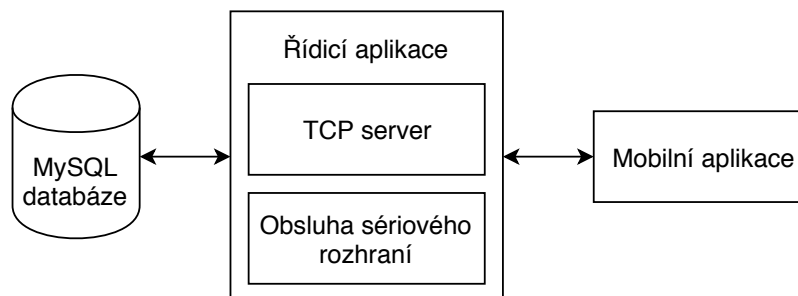 Řídicí aplikace
TCP server
MySQL
databáze
Mobilní aplikace
Obsluha sériového
rozhraní